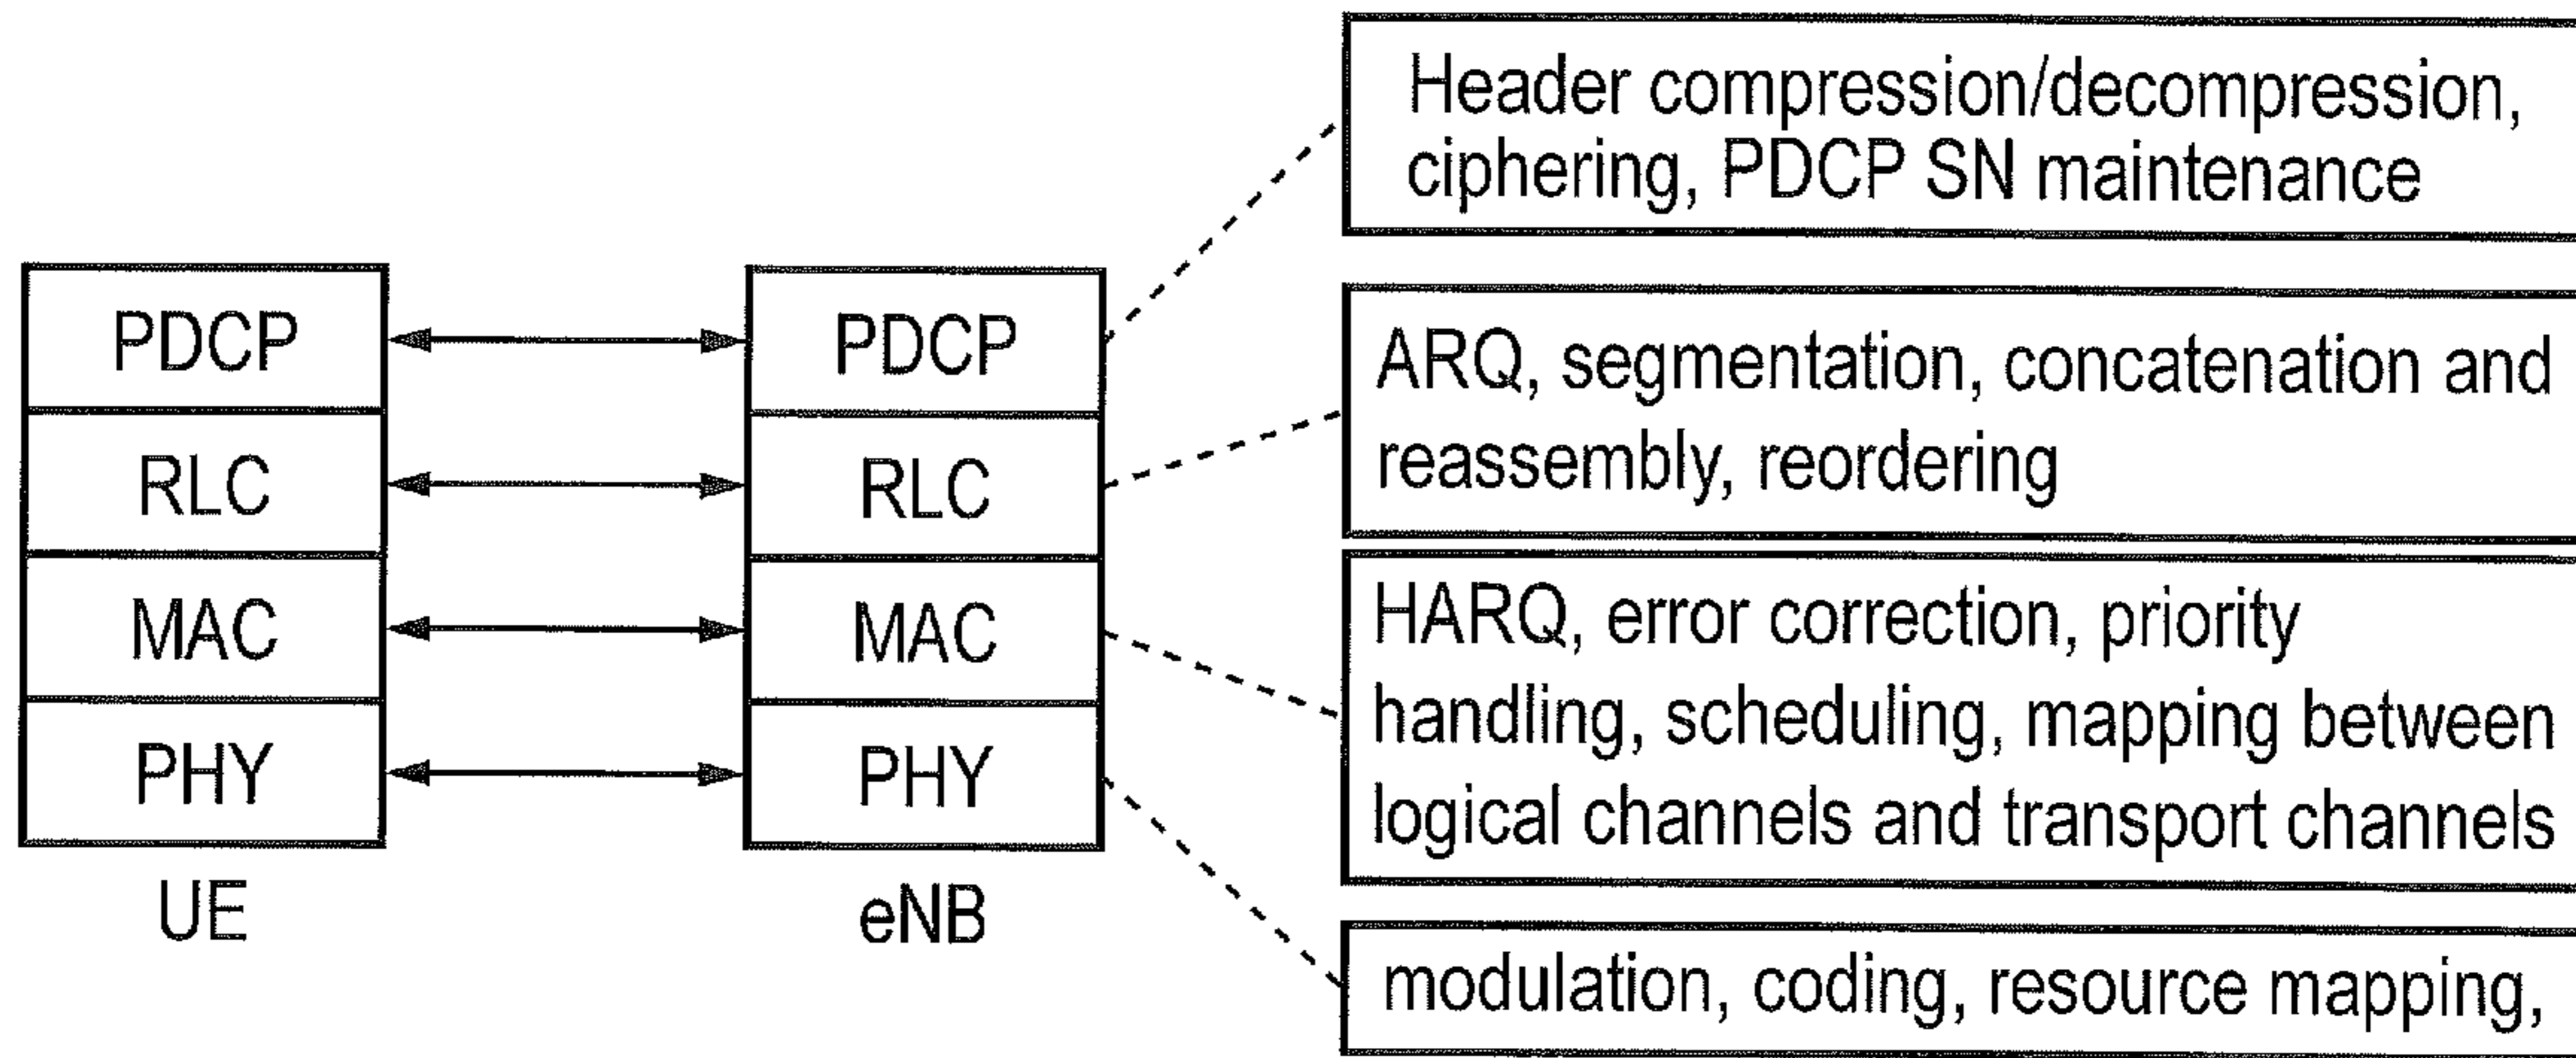 Header compression/decompression,
ciphering, PDCP SN maintenance
PDCP
PDCP
ARQ, segmentation, concatenation and
reassembly, reordering
RLC
RLC
HARQ, error correction, priority
handling, scheduling, mapping between
logical channels and transport channels
MAC
MAC
PHY
PHY
UE
eNB
modulation, coding, resource mapping,